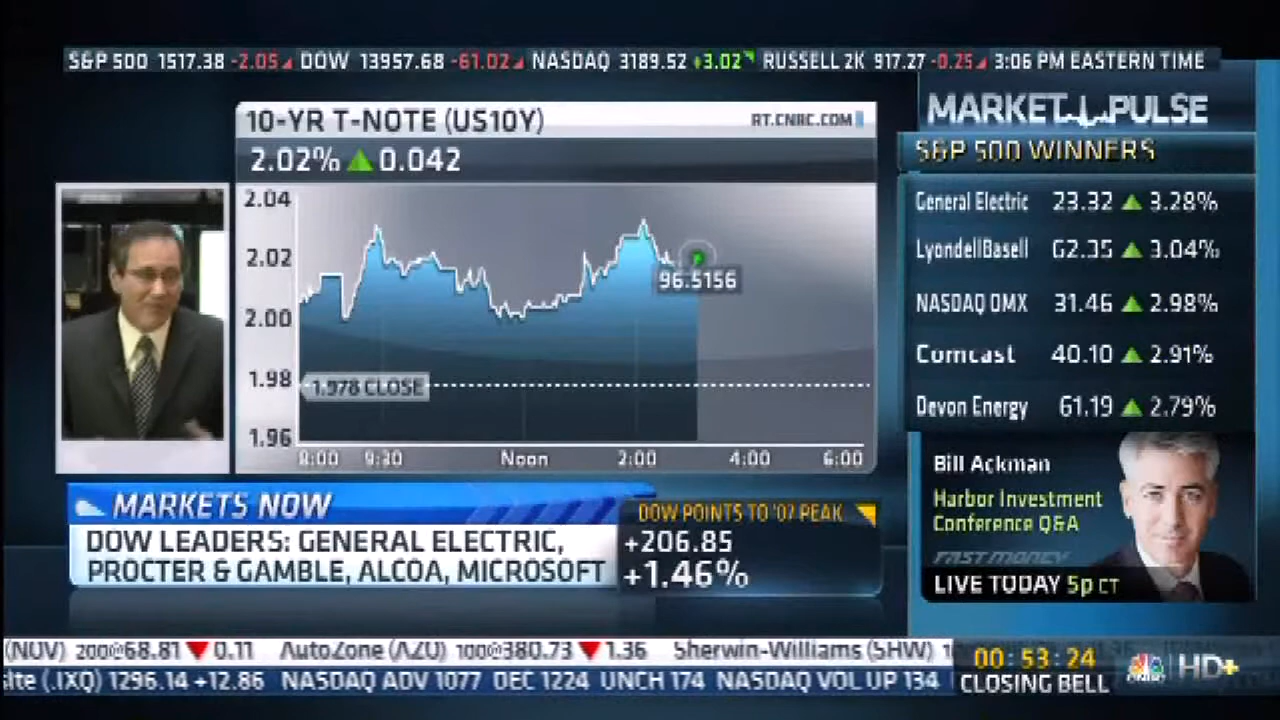 S&P 500 1517.38 -2.05 DOW 13957.68 -61.02 NASDAQ 3189.52 +3.02 RUSSELL 2K 917.27 -0.25 3:06 PM EASTERN TIME
10-YR T-NOTE (US10Y) RT.CNBC.COM
2.02% 0.042
2.04
2.02
2.00
1.98
1.96
96.5156
1.978 CLOSE
8:00 9:30 Noon 2:00 4:00 6:00
MARKET PULSE
S&P 500 WINNERS
General Electric 23.32 3.28%
LyondellBasell 62.35 3.04%
NASDAQ OMX 31.46 2.98%
Comcast 40.10 2.91%
Devon Energy 61.19 2.79%
Bill Ackman
Harbor Investment
Conference Q&A
FAST MONEY
LIVE TODAY 5p CT
MARKETS NOW
DOW LEADERS: GENERAL ELECTRIC,
PROCTER & GAMBLE, ALCOA, MICROSOFT
DOW POINTS TO '07 PEAK
+206.85
+1.46%
(NOV) 200@68.81 0.11 AutoZone (AZO) 100@380.73 1.36 Sherwin-Williams (SHW)
(.IXQ) 1296.14 +12.86 NASDAQ ADV 1077 DEC 1224 UNCH 174 NASDAQ VOL UP 134
00:53:24
CLOSING BELL
CNBC HD+